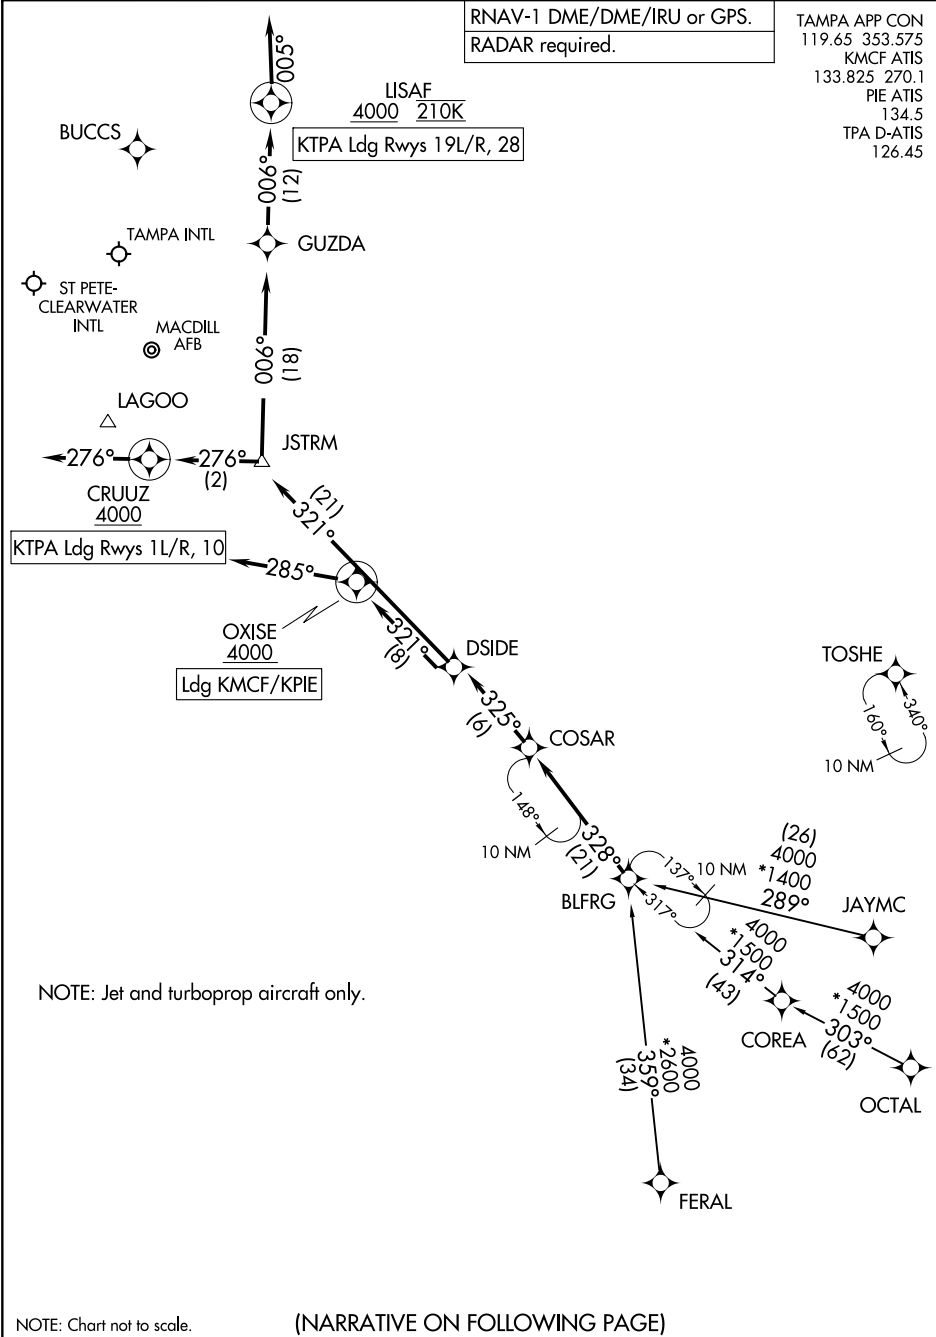 RNAV-1 DME/DME/IRU or GPS.
RADAR required.
TAMPA APP CON
119.65 353.575
KMCF ATIS
133.825 270.1
PIE ATIS
134.5
TPA D-ATIS
126.45
005°
LISAF
4000 210K
KTPA Ldg Rwys 19L/R, 28
BUCCS
006°
(12)
GUZDA
TAMPA INTL
ST PETE-
CLEARWATER
INTL
MACDILL
AFB
006°
(18)
LAGOO
JSTRM
276°
276°
(2)
CRUUZ
4000
KTPA Ldg Rwys 1L/R, 10
(21)
321°
285°
OXISE
4000
Ldg KMCF/KPIE
321°
(8)
DSIDE
TOSHE
340°
160°
10 NM
325°
(6)
COSAR
148°
10 NM
328°
(21)
BLFRG
137°
10 NM
317°
(26)
4000
*1400
289°
JAYMC
4000
*1500
314°
(43)
COREA
4000
*1500
303°
(62)
OCTAL
4000
*2600
359°
(34)
FERAL
NOTE: Jet and turboprop aircraft only.
NOTE: Chart not to scale.
(NARRATIVE ON FOLLOWING PAGE)